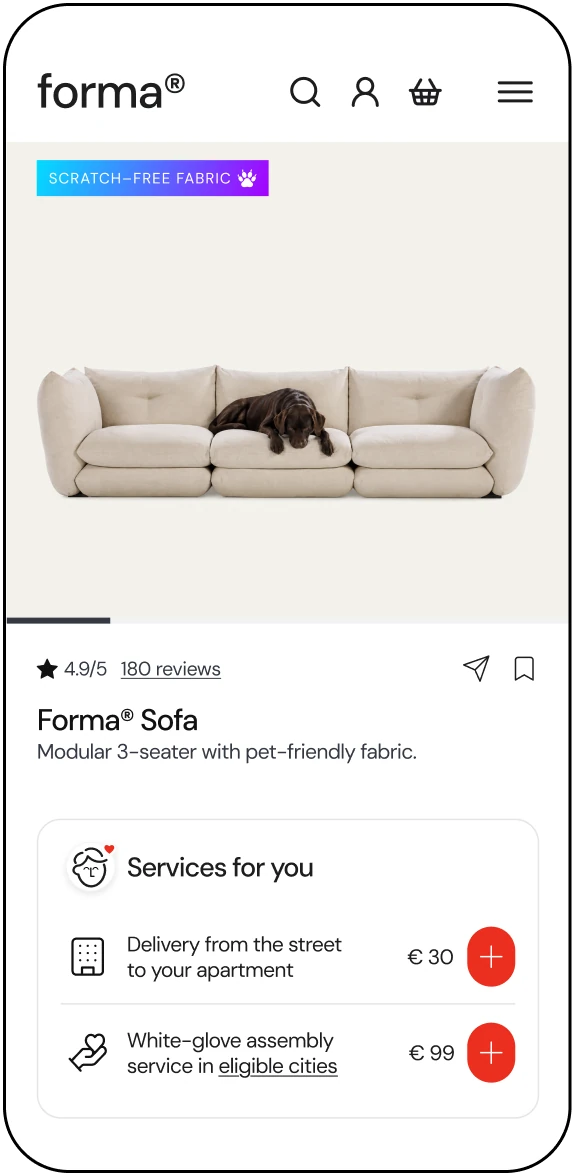 forma®
SCRATCH–FREE FABRIC
4.9/5 180 reviews
Forma® Sofa
Modular 3-seater with pet-friendly fabric.
Services for you
Delivery from the street
to your apartment
€ 30
White-glove assembly
service in eligible cities
€ 99